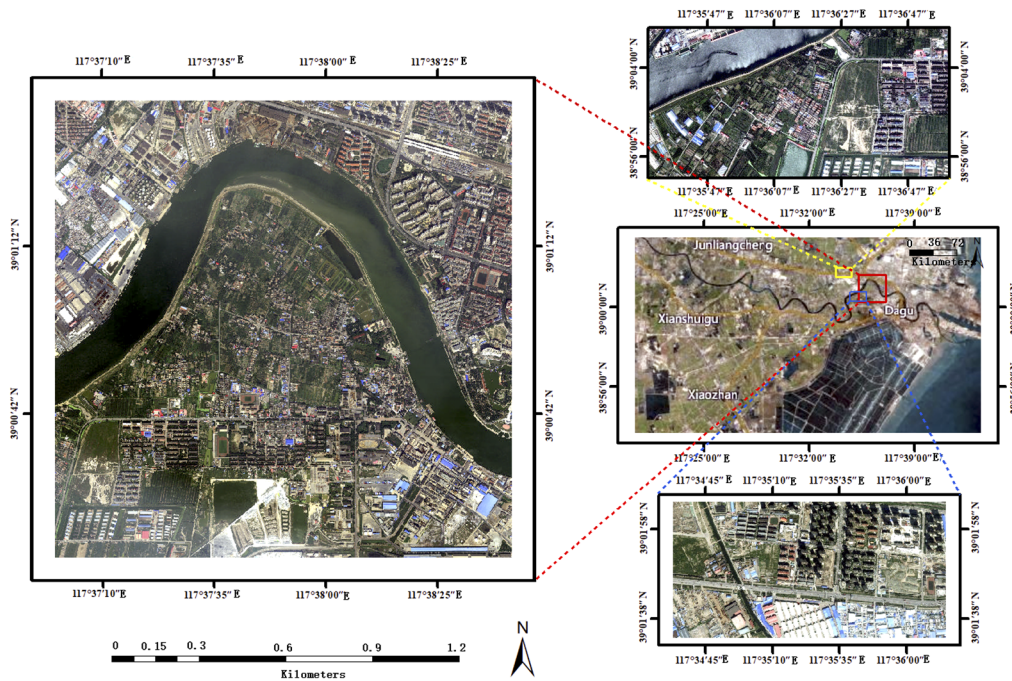 117°37′10″E 117°37′35″E 117°38′00″E 117°38′25″E
39°01′12″N
39°00′42″N
39°01′12″N
39°00′42″N
117°37′10″E 117°37′35″E 117°38′00″E 117°38′25″E
0 0.15 0.3 0.6 0.9 1.2
Kilometers
N
117°35′47″E 117°36′07″E 117°36′27″E 117°36′47″E
39°04′00″N
38°56′00″N
39°04′00″N
38°56′00″N
117°35′47″E 117°36′07″E 117°36′27″E 117°36′47″E
117°25′00″E 117°32′00″E 117°39′00″E
Junliangcheng
0 36 72
Kilometers
N
39°00′00″N
Xianshuigu
Dagu
38°56′00″N
Xiaozhan
117°25′00″E 117°32′00″E 117°39′00″E
117°34′45″E 117°35′10″E 117°35′35″E 117°36′00″E
39°01′58″N
39°01′38″N
39°01′58″N
39°01′38″N
117°34′45″E 117°35′10″E 117°35′35″E 117°36′00″E